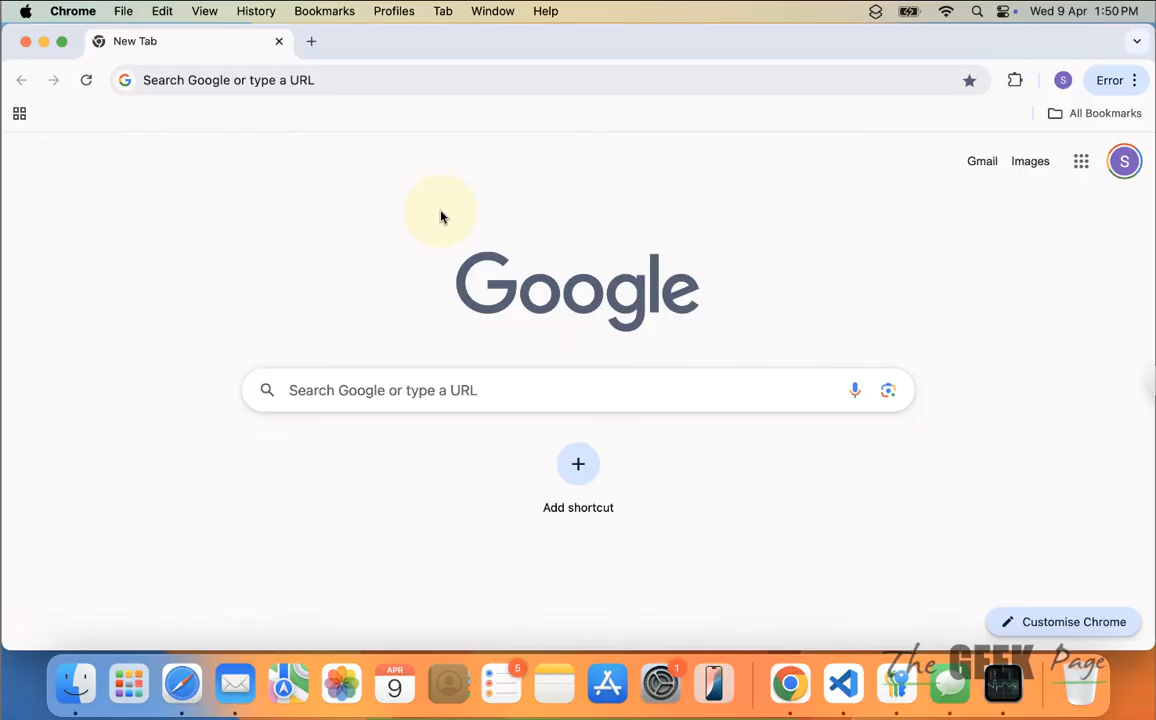 Chrome File Edit View History Bookmarks Profiles Tab Window Help Wed 9 Apr 1:50 PM
New Tab
Search Google or type a URL S Error
All Bookmarks
Gmail Images S
Google
Search Google or type a URL
Add shortcut
Customise Chrome
The GEEK Page
APR 5 1
9